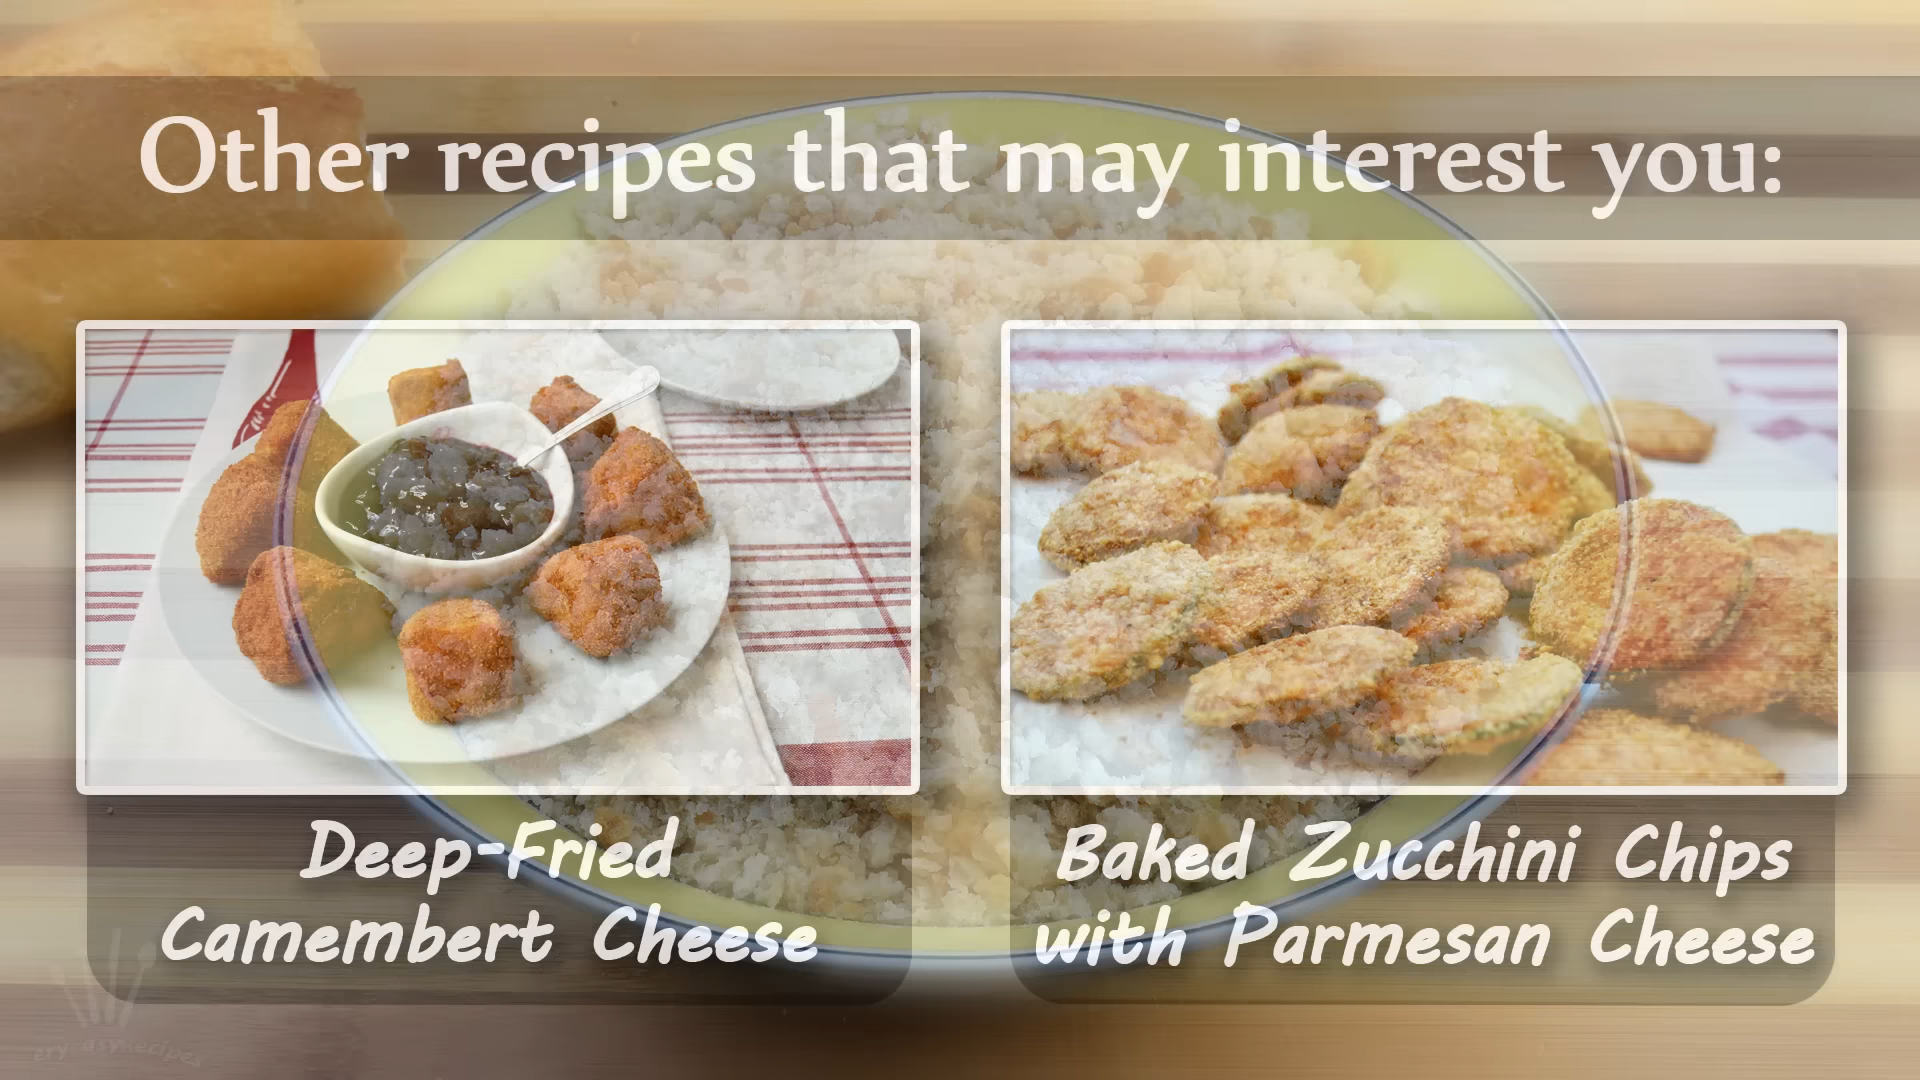 Other recipes that may interest you:
Deep-Fried
Camembert Cheese
Baked Zucchini Chips
with Parmesan Cheese